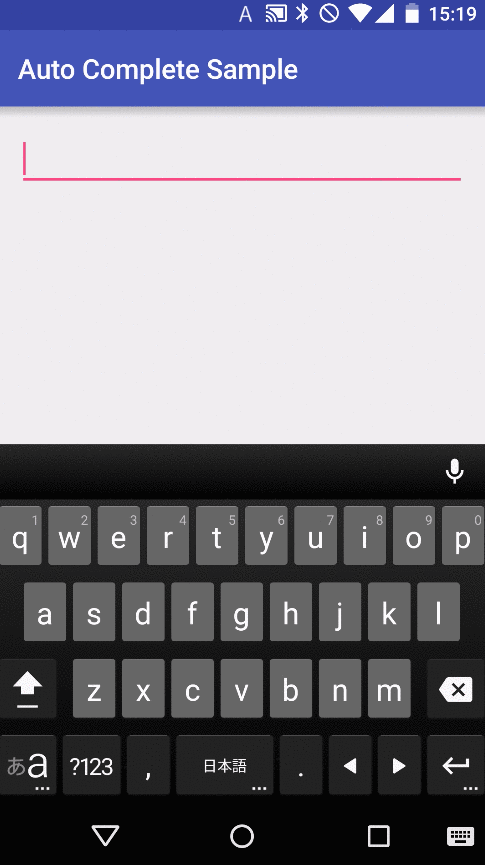 A 15:19
Auto Complete Sample
1 2 3 4 5 6 7 8 9 0
q w e r t y u i o p
a s d f g h j k l
z x c v b n m
あa ?123 , 日本語 .